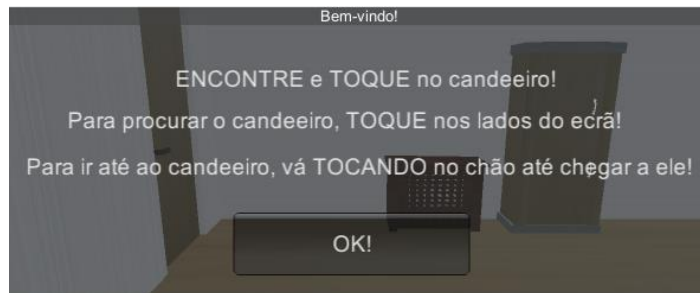 Bem-vindo!
ENCONTRE e TOQUE no candeeiro!
Para procurar o candeeiro, TOQUE nos lados do ecrã!
Para ir até ao candeeiro, vá TOCANDO no chão até chegar a ele!
OK!